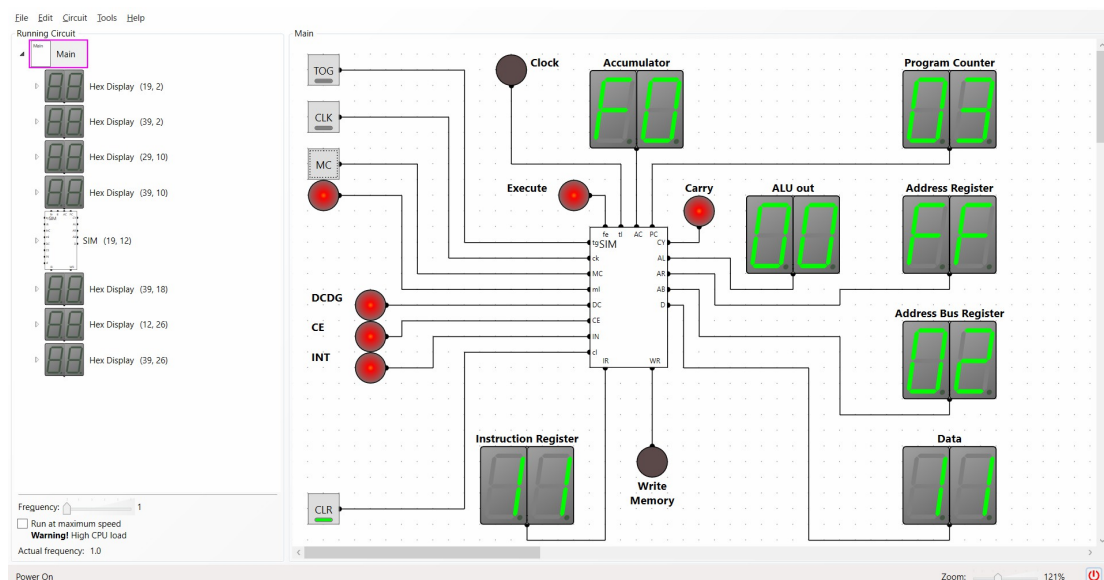 File Edit Circuit Tools Help
Running Circuit
Main
Main
Hex Display (19, 2)
Hex Display (39, 2)
Hex Display (29, 10)
Hex Display (39, 10)
SIM
SIM (19, 12)
Hex Display (39, 18)
Hex Display (12, 26)
Hex Display (39, 26)
Frequency: 1
Run at maximum speed
Warning! High CPU load
Actual frequency: 1.0
Main
TOG
CLK
MC
Clock
Accumulator
F0
Program Counter
03
Execute
Carry
ALU out
00
Address Register
FF
fe tl AC PC
tg SIM CY
ck AL
MC AR
ml AB
DC D
CE
IN
cl
IR WR
DCDG
CE
INT
Address Bus Register
02
Instruction Register
11
Write
Memory
Data
11
CLR
Power On
Zoom: 121%